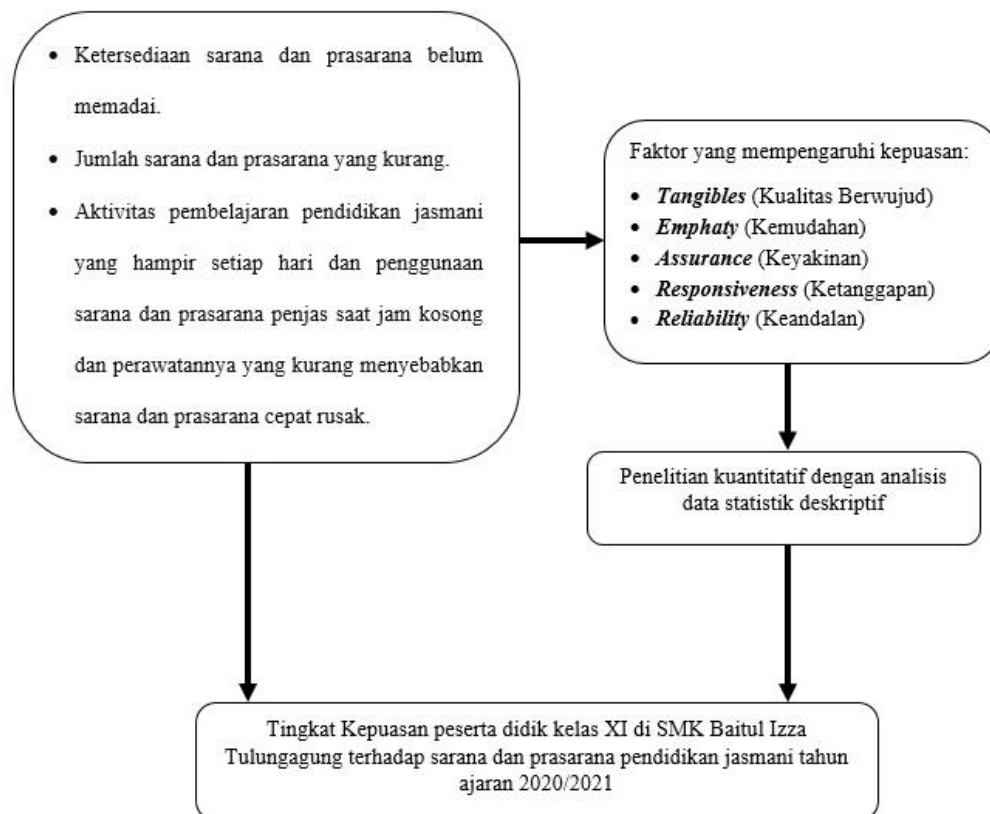 • Ketersediaan sarana dan prasarana belum
memadai.
• Jumlah sarana dan prasarana yang kurang.
• Aktivitas pembelajaran pendidikan jasmani
yang hampir setiap hari dan penggunaan
sarana dan prasarana penjas saat jam kosong
dan perawatannya yang kurang menyebabkan
sarana dan prasarana cepat rusak.
Faktor yang mempengaruhi kepuasan:
• Tangibles (Kualitas Berwujud)
• Emphaty (Kemudahan)
• Assurance (Keyakinan)
• Responsiveness (Ketanggapan)
• Reliability (Keandalan)
Penelitian kuantitatif dengan analisis
data statistik deskriptif
Tingkat Kepuasan peserta didik kelas XI di SMK Baitul Izza
Tulungagung terhadap sarana dan prasarana pendidikan jasmani tahun
ajaran 2020/2021